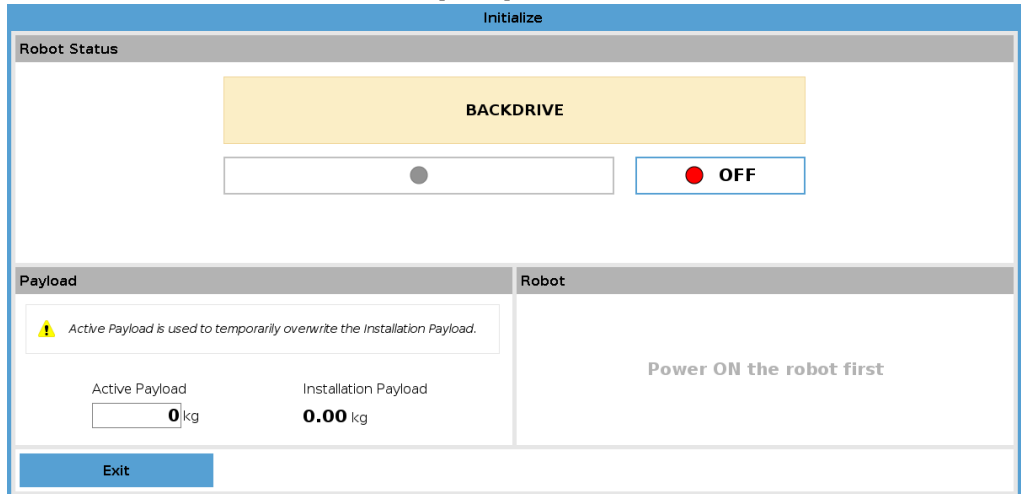 Initialize
Robot Status
BACKDRIVE
OFF
Payload
Active Payload is used to temporarily overwrite the Installation Payload.
Active Payload
Installation Payload
0 kg
0.00 kg
Robot
Power ON the robot first
Exit